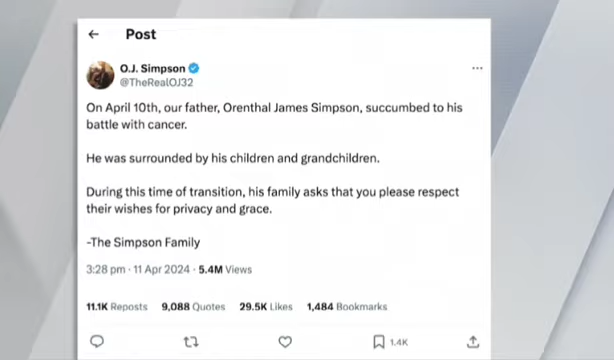 Post
O.J. Simpson
@TheRealOJ32
On April 10th, our father, Orenthal James Simpson, succumbed to his
battle with cancer.
He was surrounded by his children and grandchildren.
During this time of transition, his family asks that you please respect
their wishes for privacy and grace.
-The Simpson Family
3:28 pm · 11 Apr 2024 · 5.4M Views
11.1K Reposts 9,088 Quotes 29.5K Likes 1,484 Bookmarks
1.4K